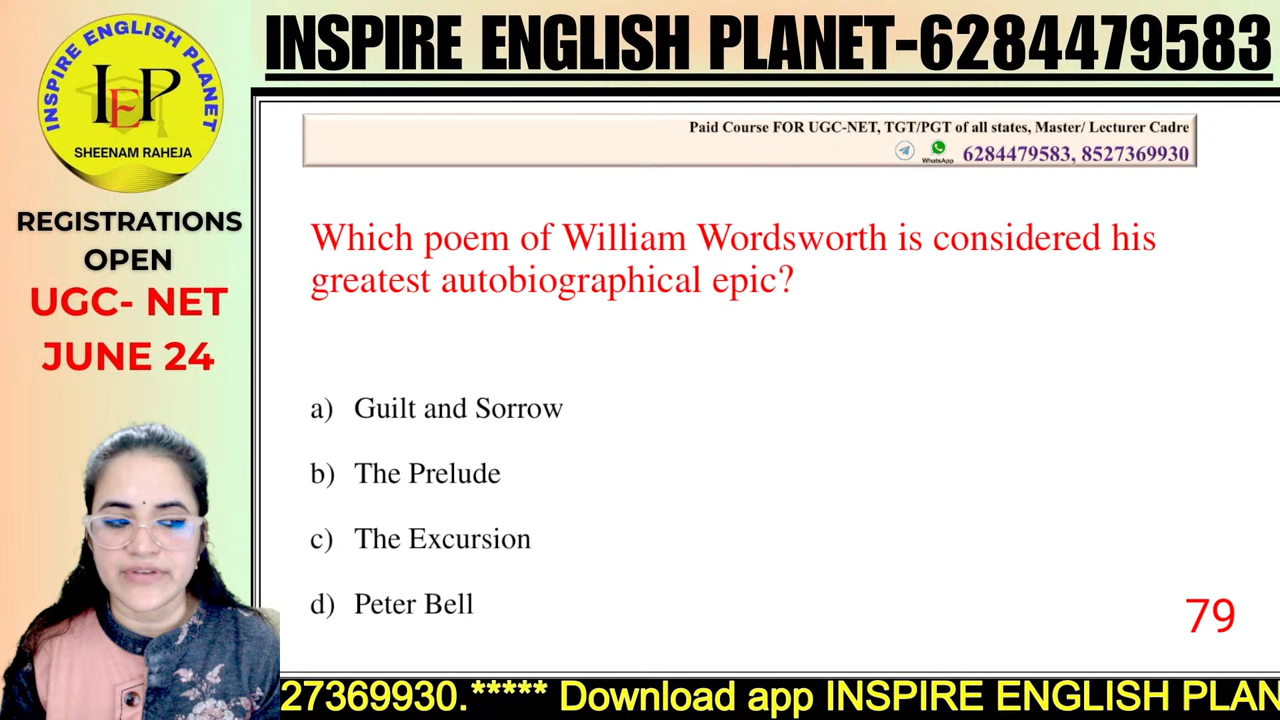 INSPIRE ENGLISH PLANET
IEP
SHEENAM RAHEJA
REGISTRATIONS
OPEN
UGC- NET
JUNE 24
INSPIRE ENGLISH PLANET-6284479583
Paid Course FOR UGC-NET, TGT/PGT of all states, Master/ Lecturer Cadre
WhatsApp 6284479583, 8527369930
Which poem of William Wordsworth is considered his
greatest autobiographical epic?
a) Guilt and Sorrow
b) The Prelude
c) The Excursion
d) Peter Bell
79
27369930.***** Download app INSPIRE ENGLISH PLAN